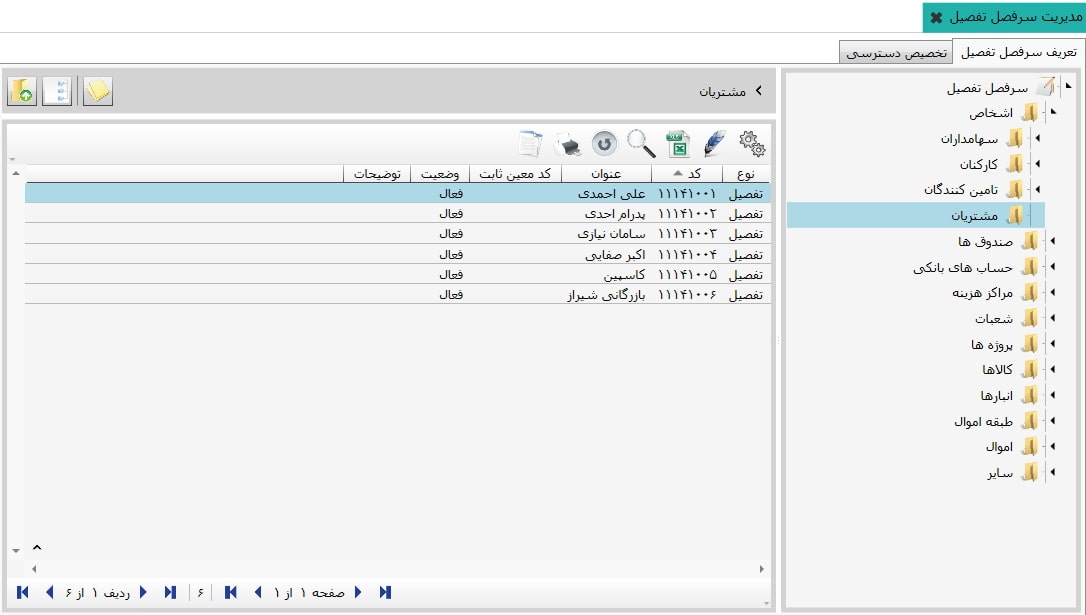 مدیریت سرفصل تفصیل
تعریف سرفصل تفصیل
تخصیص دسترسی
سرفصل تفصیل
اشخاص
سهامداران
کارکنان
تامین کنندگان
مشتریان
صندوق ها
حساب های بانکی
مراکز هزینه
شعبات
پروژه ها
کالاها
انبارها
طبقه اموال
اموال
سایر
مشتریان
نوع کد عنوان کد معین ثابت وضعیت توضیحات
تفصیل ۱۱۱۴۱۰۰۱ علی احمدی فعال
تفصیل ۱۱۱۴۱۰۰۲ پدرام احدی فعال
تفصیل ۱۱۱۴۱۰۰۳ سامان نیازی فعال
تفصیل ۱۱۱۴۱۰۰۴ اکبر صفایی فعال
تفصیل ۱۱۱۴۱۰۰۵ کاسپین فعال
تفصیل ۱۱۱۴۱۰۰۶ بازرگانی شیراز فعال
صفحه ۱ از ۱
۶
ردیف ۱ از ۶